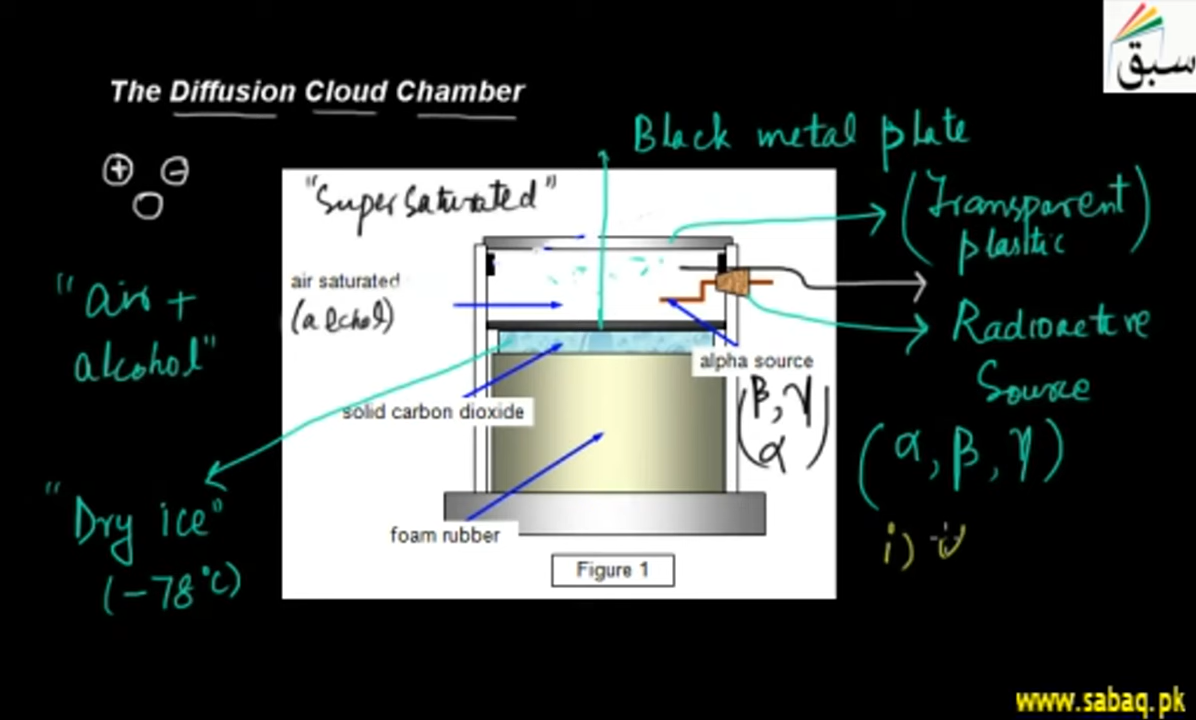 سبق
The Diffusion Cloud Chamber
Black metal plate
+ -
"Supersaturated"
(Transparent
plastic)
air saturated
(alchol)
"air +
alcohol"
Radioactive
Source
alpha source
(β, γ
α)
solid carbon dioxide
(α, β, γ)
"Dry ice"
(-78°C)
foam rubber
i)
Figure 1
www.sabaq.pk